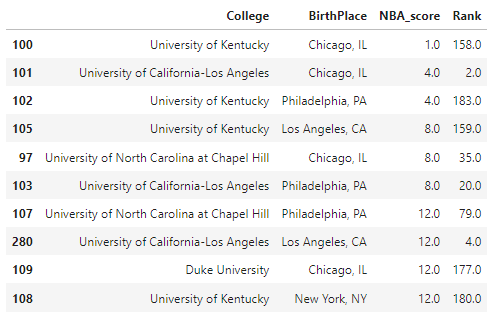 College BirthPlace NBA_score Rank
100 University of Kentucky Chicago, IL 1.0 158.0
101 University of California-Los Angeles Chicago, IL 4.0 2.0
102 University of Kentucky Philadelphia, PA 4.0 183.0
105 University of Kentucky Los Angeles, CA 8.0 159.0
97 University of North Carolina at Chapel Hill Chicago, IL 8.0 35.0
103 University of California-Los Angeles Philadelphia, PA 8.0 20.0
107 University of North Carolina at Chapel Hill Philadelphia, PA 12.0 79.0
280 University of California-Los Angeles Los Angeles, CA 12.0 4.0
109 Duke University Chicago, IL 12.0 177.0
108 University of Kentucky New York, NY 12.0 180.0